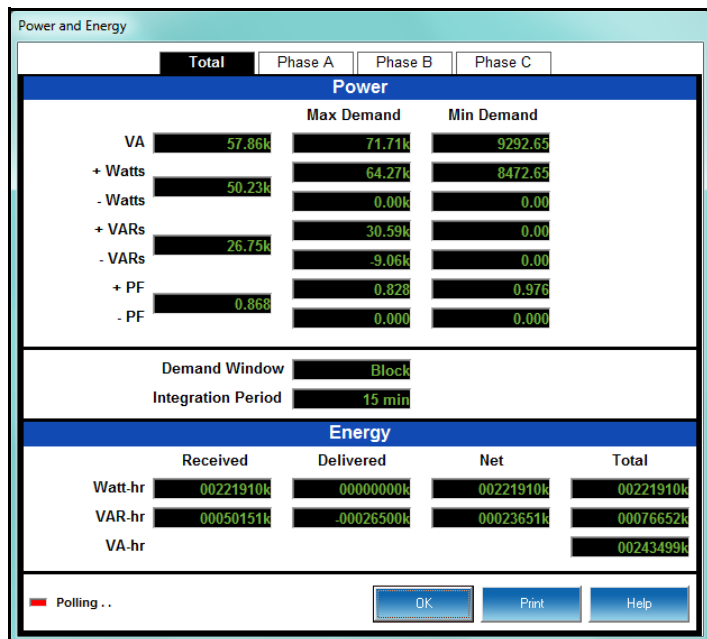 Power and Energy
Total Phase A Phase B Phase C
Power
Max Demand Min Demand
VA 57.86k 71.71k 9292.65
+ Watts 64.27k 8472.65
50.23k
- Watts 0.00k 0.00
+ VARs 30.59k 0.00
26.75k
- VARs -9.06k 0.00
+ PF 0.828 0.976
0.868
- PF 0.000 0.000
Demand Window Block
Integration Period 15 min
Energy
Received Delivered Net Total
Watt-hr 00221910k 00000000k 00221910k 00221910k
VAR-hr 00050151k -00026500k 00023651k 00076652k
VA-hr 00243499k
Polling . . OK Print Help